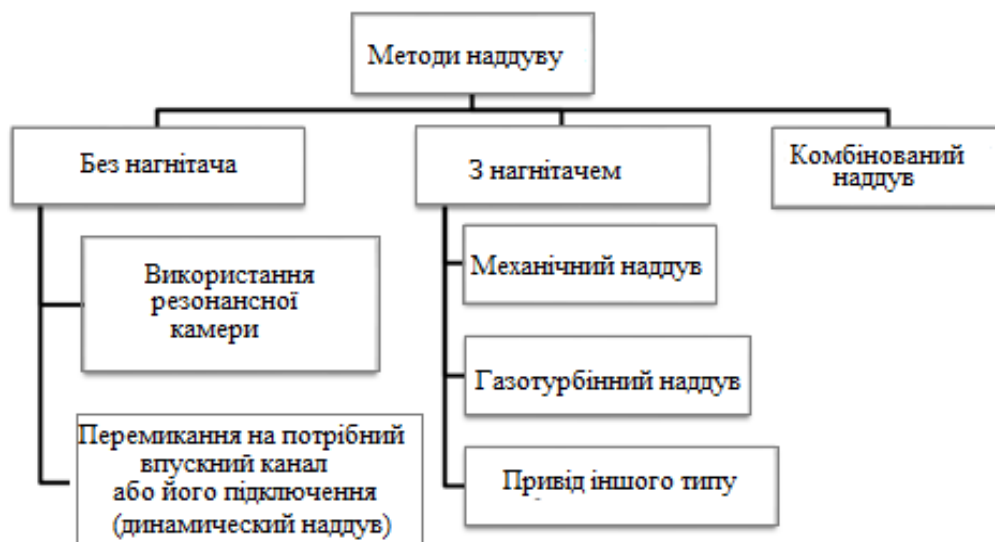 Методи наддуву
Без нагнітача
З нагнітачем
Комбінований
наддув
Використання
резонансної
камери
Перемикання на потрібний
впускний канал
або його підключення
(динамический наддув)
Механічний наддув
Газотурбінний наддув
Привід іншого типу